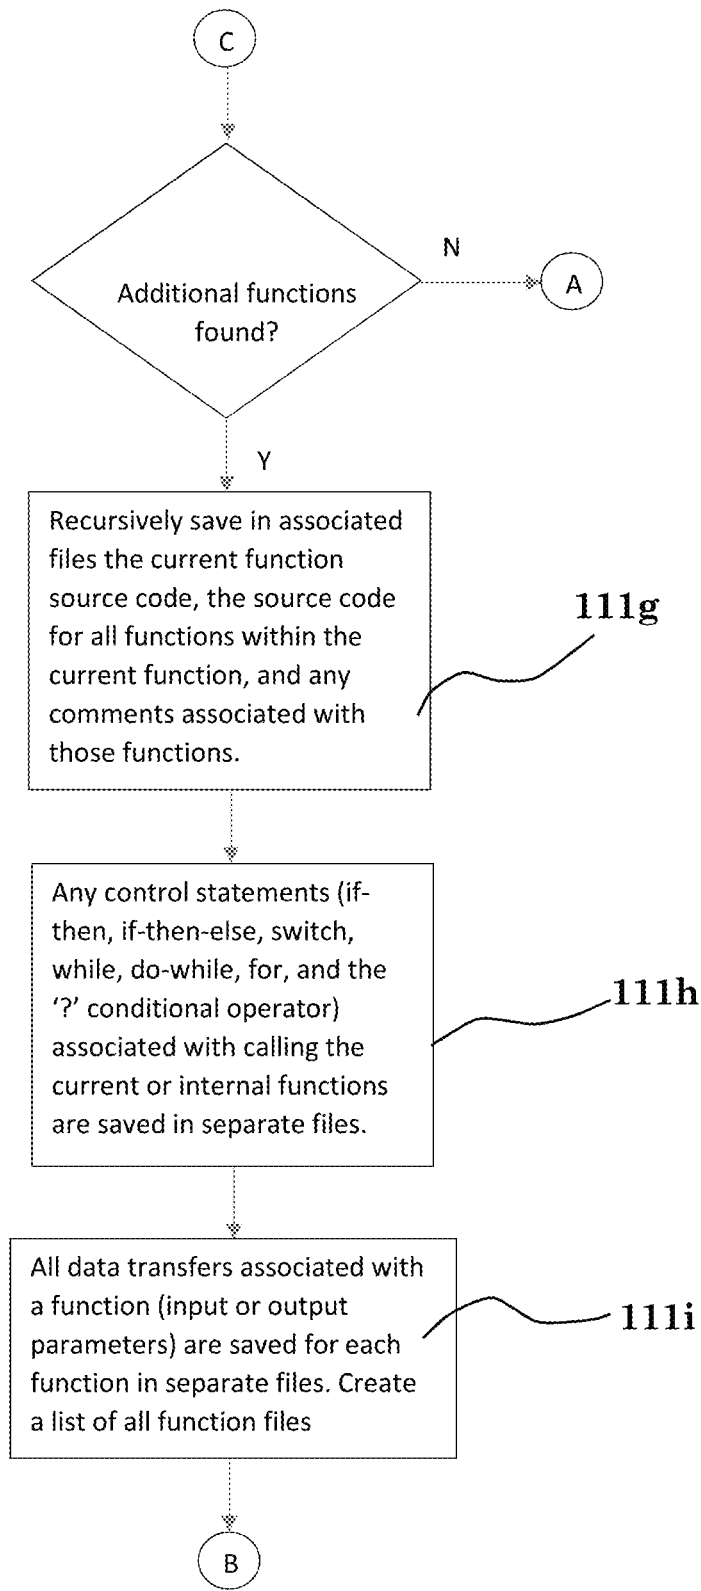 C
N
A
Additional functions
found?
Y
Recursively save in associated
files the current function
source code, the source code
for all functions within the
current function, and any
comments associated with
those functions.
111g
Any control statements (if-
then, if-then-else, switch,
while, do-while, for, and the
‘?’ conditional operator)
associated with calling the
current or internal functions
are saved in separate files.
111h
All data transfers associated with
a function (input or output
parameters) are saved for each
function in separate files. Create
a list of all function files
111i
B